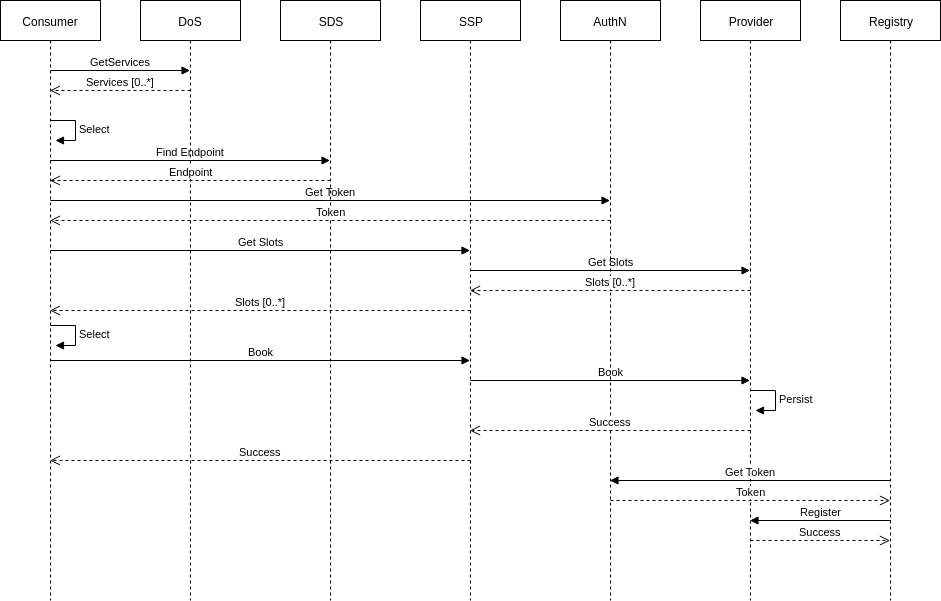 Consumer
DoS
SDS
SSP
AuthN
Provider
Registry
GetServices
Services [0..*]
Select
Find Endpoint
Endpoint
Get Token
Token
Get Slots
Get Slots
Slots [0..*]
Slots [0..*]
Select
Book
Book
Persist
Success
Success
Get Token
Token
Register
Success